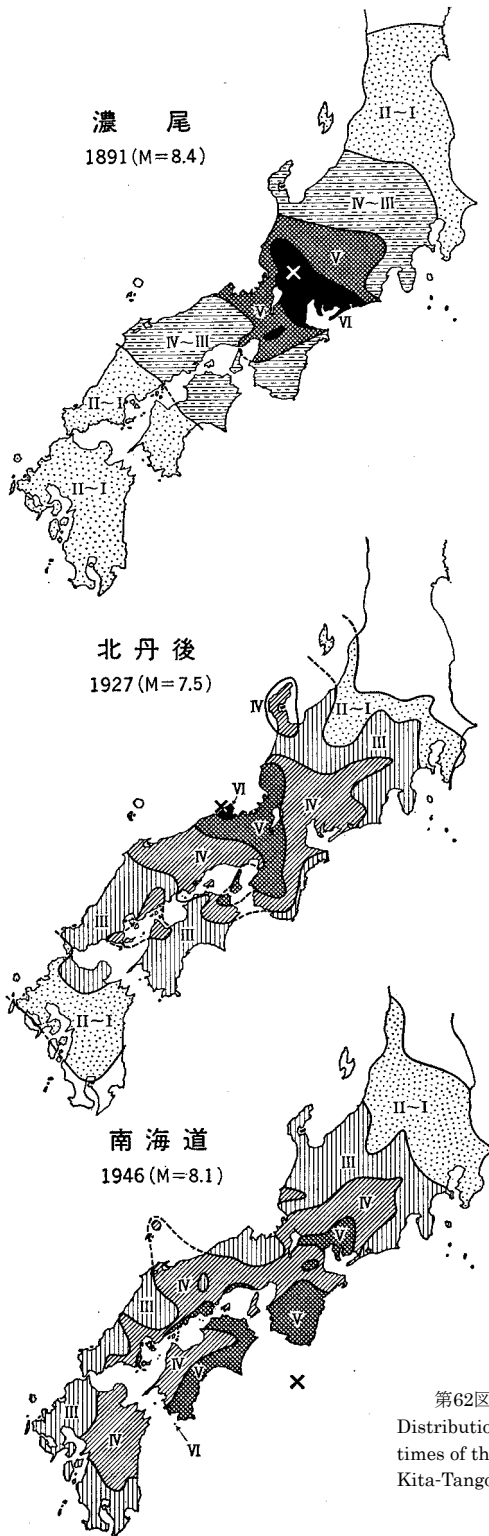 濃尾
1891 (M=8.4)
II~I
IV~III
V
VI
V
IV~III
II~I
II~I
北丹後
1927 (M=7.5)
IV
II~I
III
VI
IV
V
IV
III
III
II~I
南海道
1946 (M=8.1)
II~I
III
IV
V
IV
III
V
IV
V
III
IV
VI
第62図
Distributio
times of th
Kita-Tango